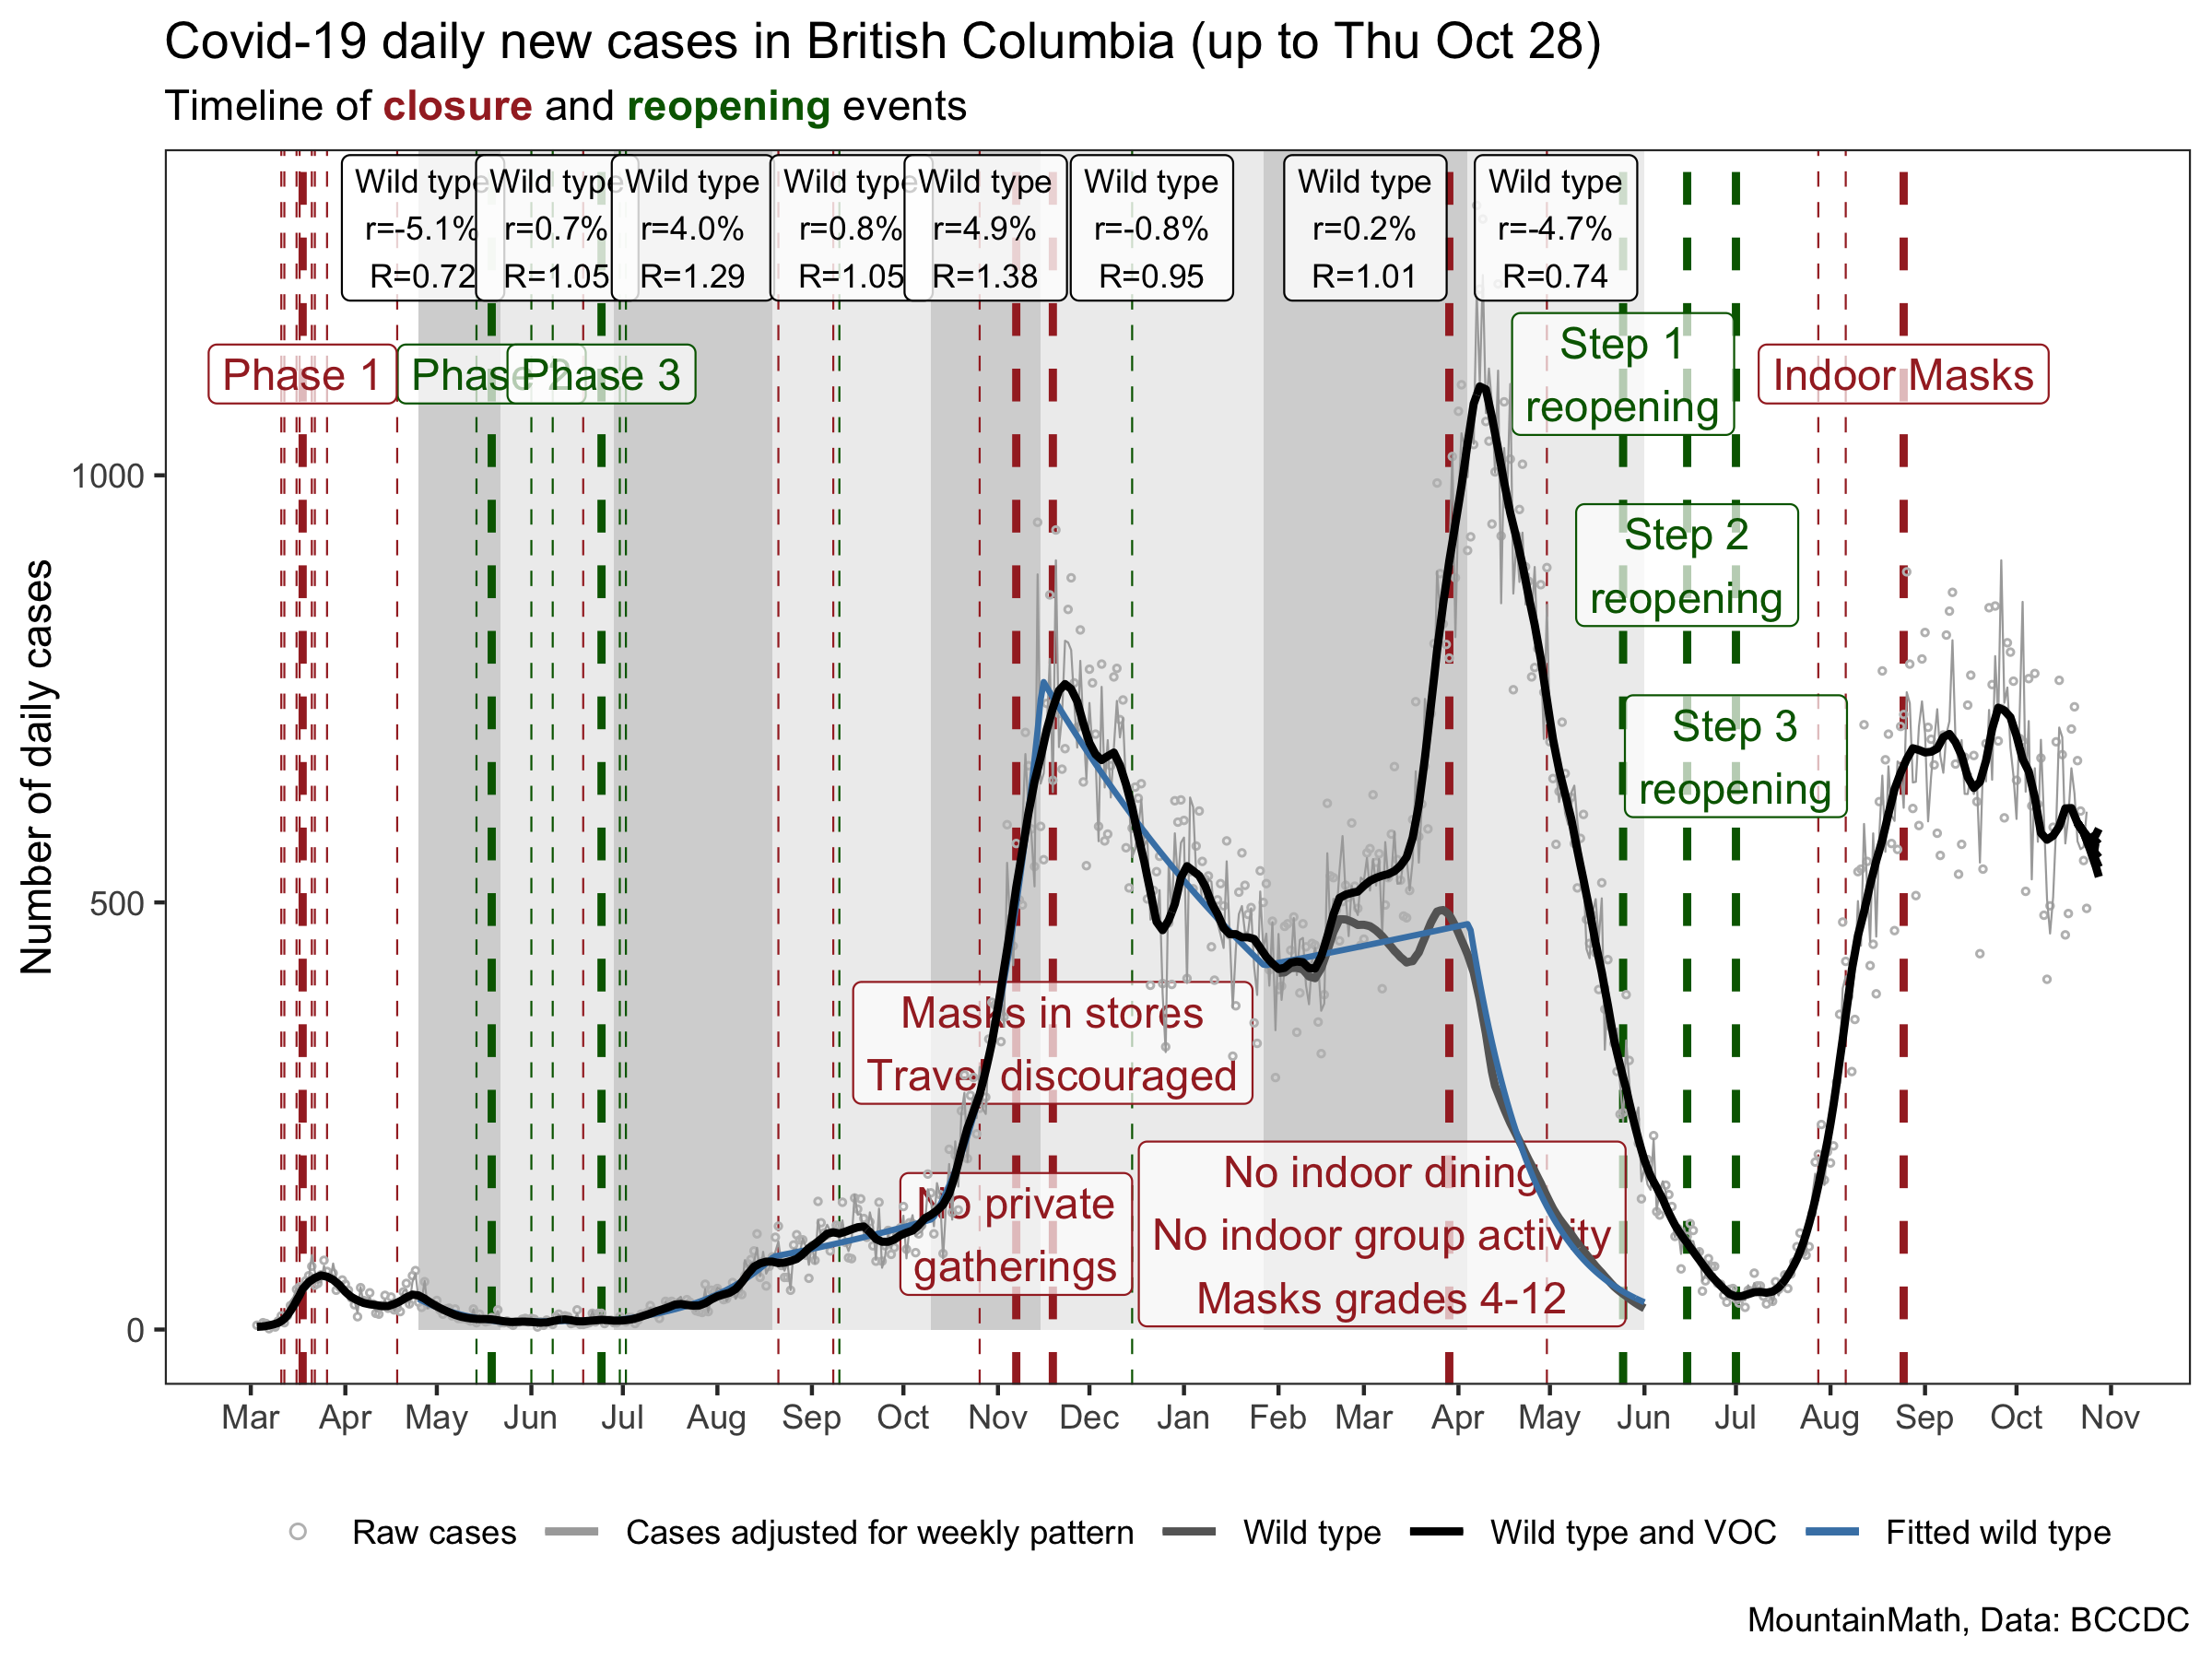 Covid-19 daily new cases in British Columbia (up to Thu Oct 28)
Timeline of closure and reopening events
Wild type
r=-5.1%
R=0.72
Wild type
r=0.7%
R=1.05
Wild type
r=4.0%
R=1.29
Wild type
r=0.8%
R=1.05
Wild type
r=4.9%
R=1.38
Wild type
r=-0.8%
R=0.95
Wild type
r=0.2%
R=1.01
Wild type
r=-4.7%
R=0.74
Phase 1
Phase 2
Phase 3
Step 1
reopening
Indoor Masks
Step 2
reopening
Step 3
reopening
Masks in stores
Travel discouraged
No private
gatherings
No indoor dining
No indoor group activity
Masks grades 4-12
Number of daily cases
1000
500
0
Mar Apr May Jun Jul Aug Sep Oct Nov Dec Jan Feb Mar Apr May Jun Jul Aug Sep Oct Nov
Raw cases Cases adjusted for weekly pattern Wild type Wild type and VOC Fitted wild type
MountainMath, Data: BCCDC